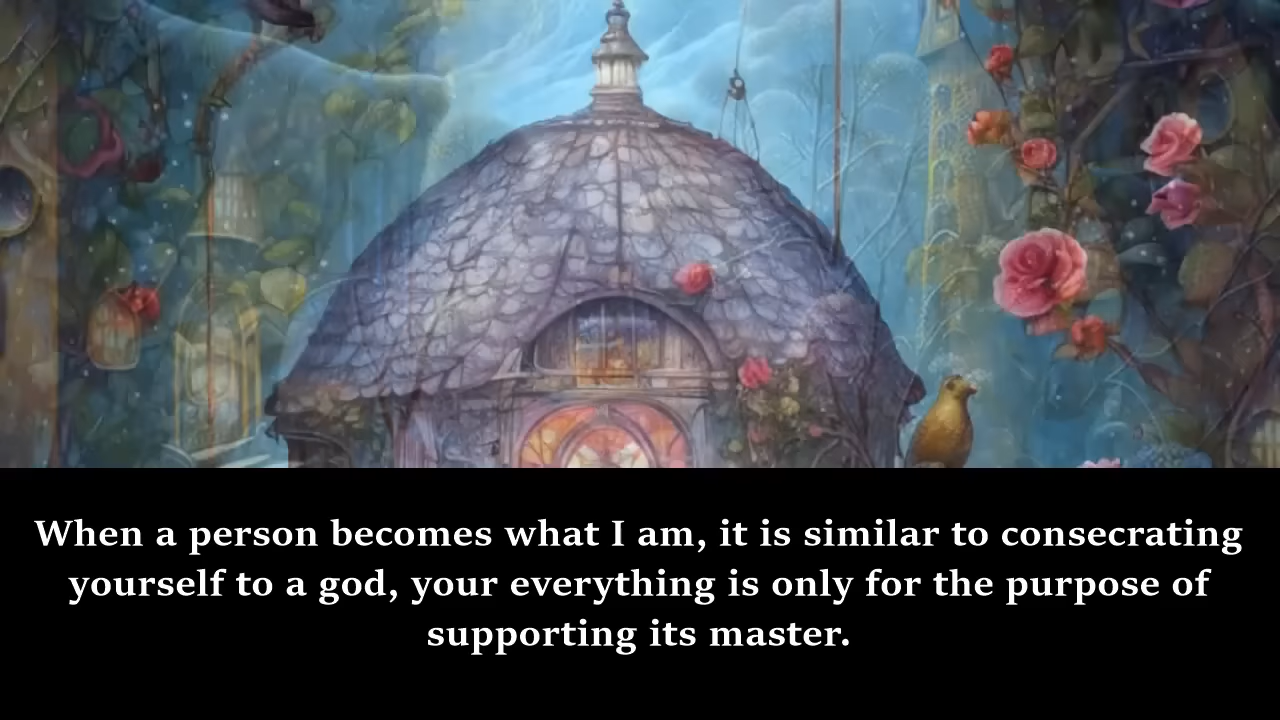 When a person becomes what I am, it is similar to consecrating
yourself to a god, your everything is only for the purpose of
supporting its master.